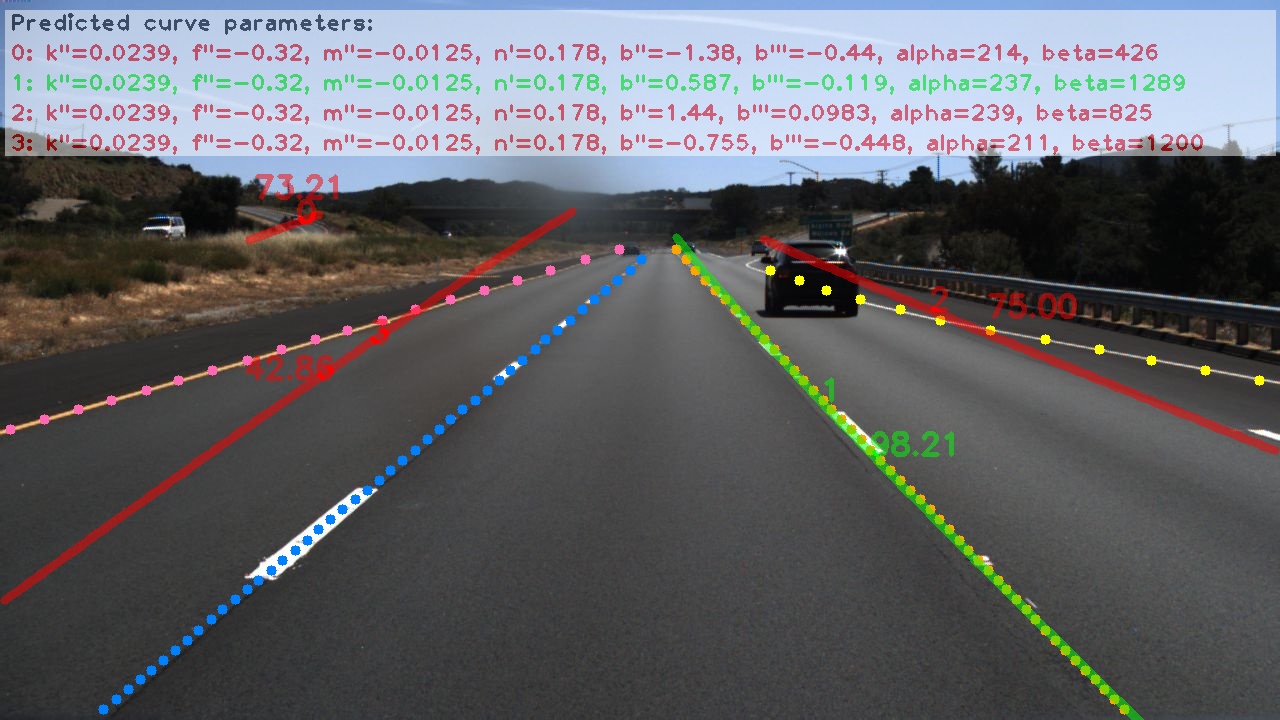 Predicted curve parameters:
0: k''=0.0239, f''=-0.32, m''=-0.0125, n'=0.178, b''=-1.38, b'''=-0.44, alpha=214, beta=426
1: k''=0.0239, f''=-0.32, m''=-0.0125, n'=0.178, b''=0.587, b'''=-0.119, alpha=237, beta=1289
2: k''=0.0239, f''=-0.32, m''=-0.0125, n'=0.178, b''=1.44, b'''=0.0983, alpha=239, beta=825
3: k''=0.0239, f''=-0.32, m''=-0.0125, n'=0.178, b''=-0.755, b'''=-0.448, alpha=211, beta=1200
73.21
0
2
75.00
3
42.86
1
98.21